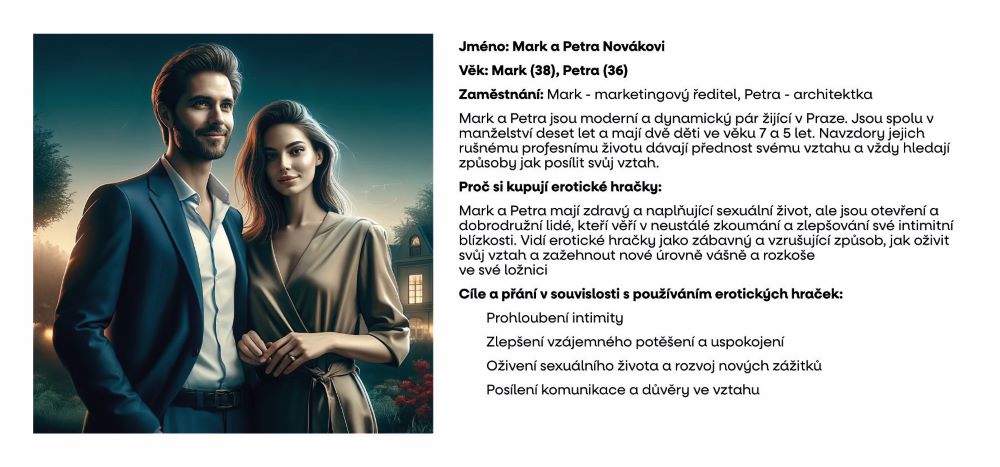 Jméno: Mark a Petra Novákovi
Věk: Mark (38), Petra (36)
Zaměstnání: Mark - marketingový ředitel, Petra - architektka
Mark a Petra jsou moderní a dynamický pár žijící v Praze. Jsou spolu v
manželství deset let a mají dvě děti ve věku 7 a 5 let. Navzdory jejich
rušnému profesnímu životu dávají přednost svému vztahu a vždy hledají
způsoby jak posílit svůj vztah.
Proč si kupují erotické hračky:
Mark a Petra mají zdravý a naplňující sexuální život, ale jsou otevření a
dobrodružní lidé, kteří věří v neustálé zkoumání a zlepšování své intimitní
blízkosti. Vidí erotické hračky jako zábavný a vzrušující způsob, jak oživit
svůj vztah a zažehnout nové úrovně vášně a rozkoše
ve své ložnici
Cíle a přání v souvislosti s používáním erotických hraček:
Prohloubení intimity
Zlepšení vzájemného potěšení a uspokojení
Oživení sexuálního života a rozvoj nových zážitků
Posílení komunikace a důvěry ve vztahu